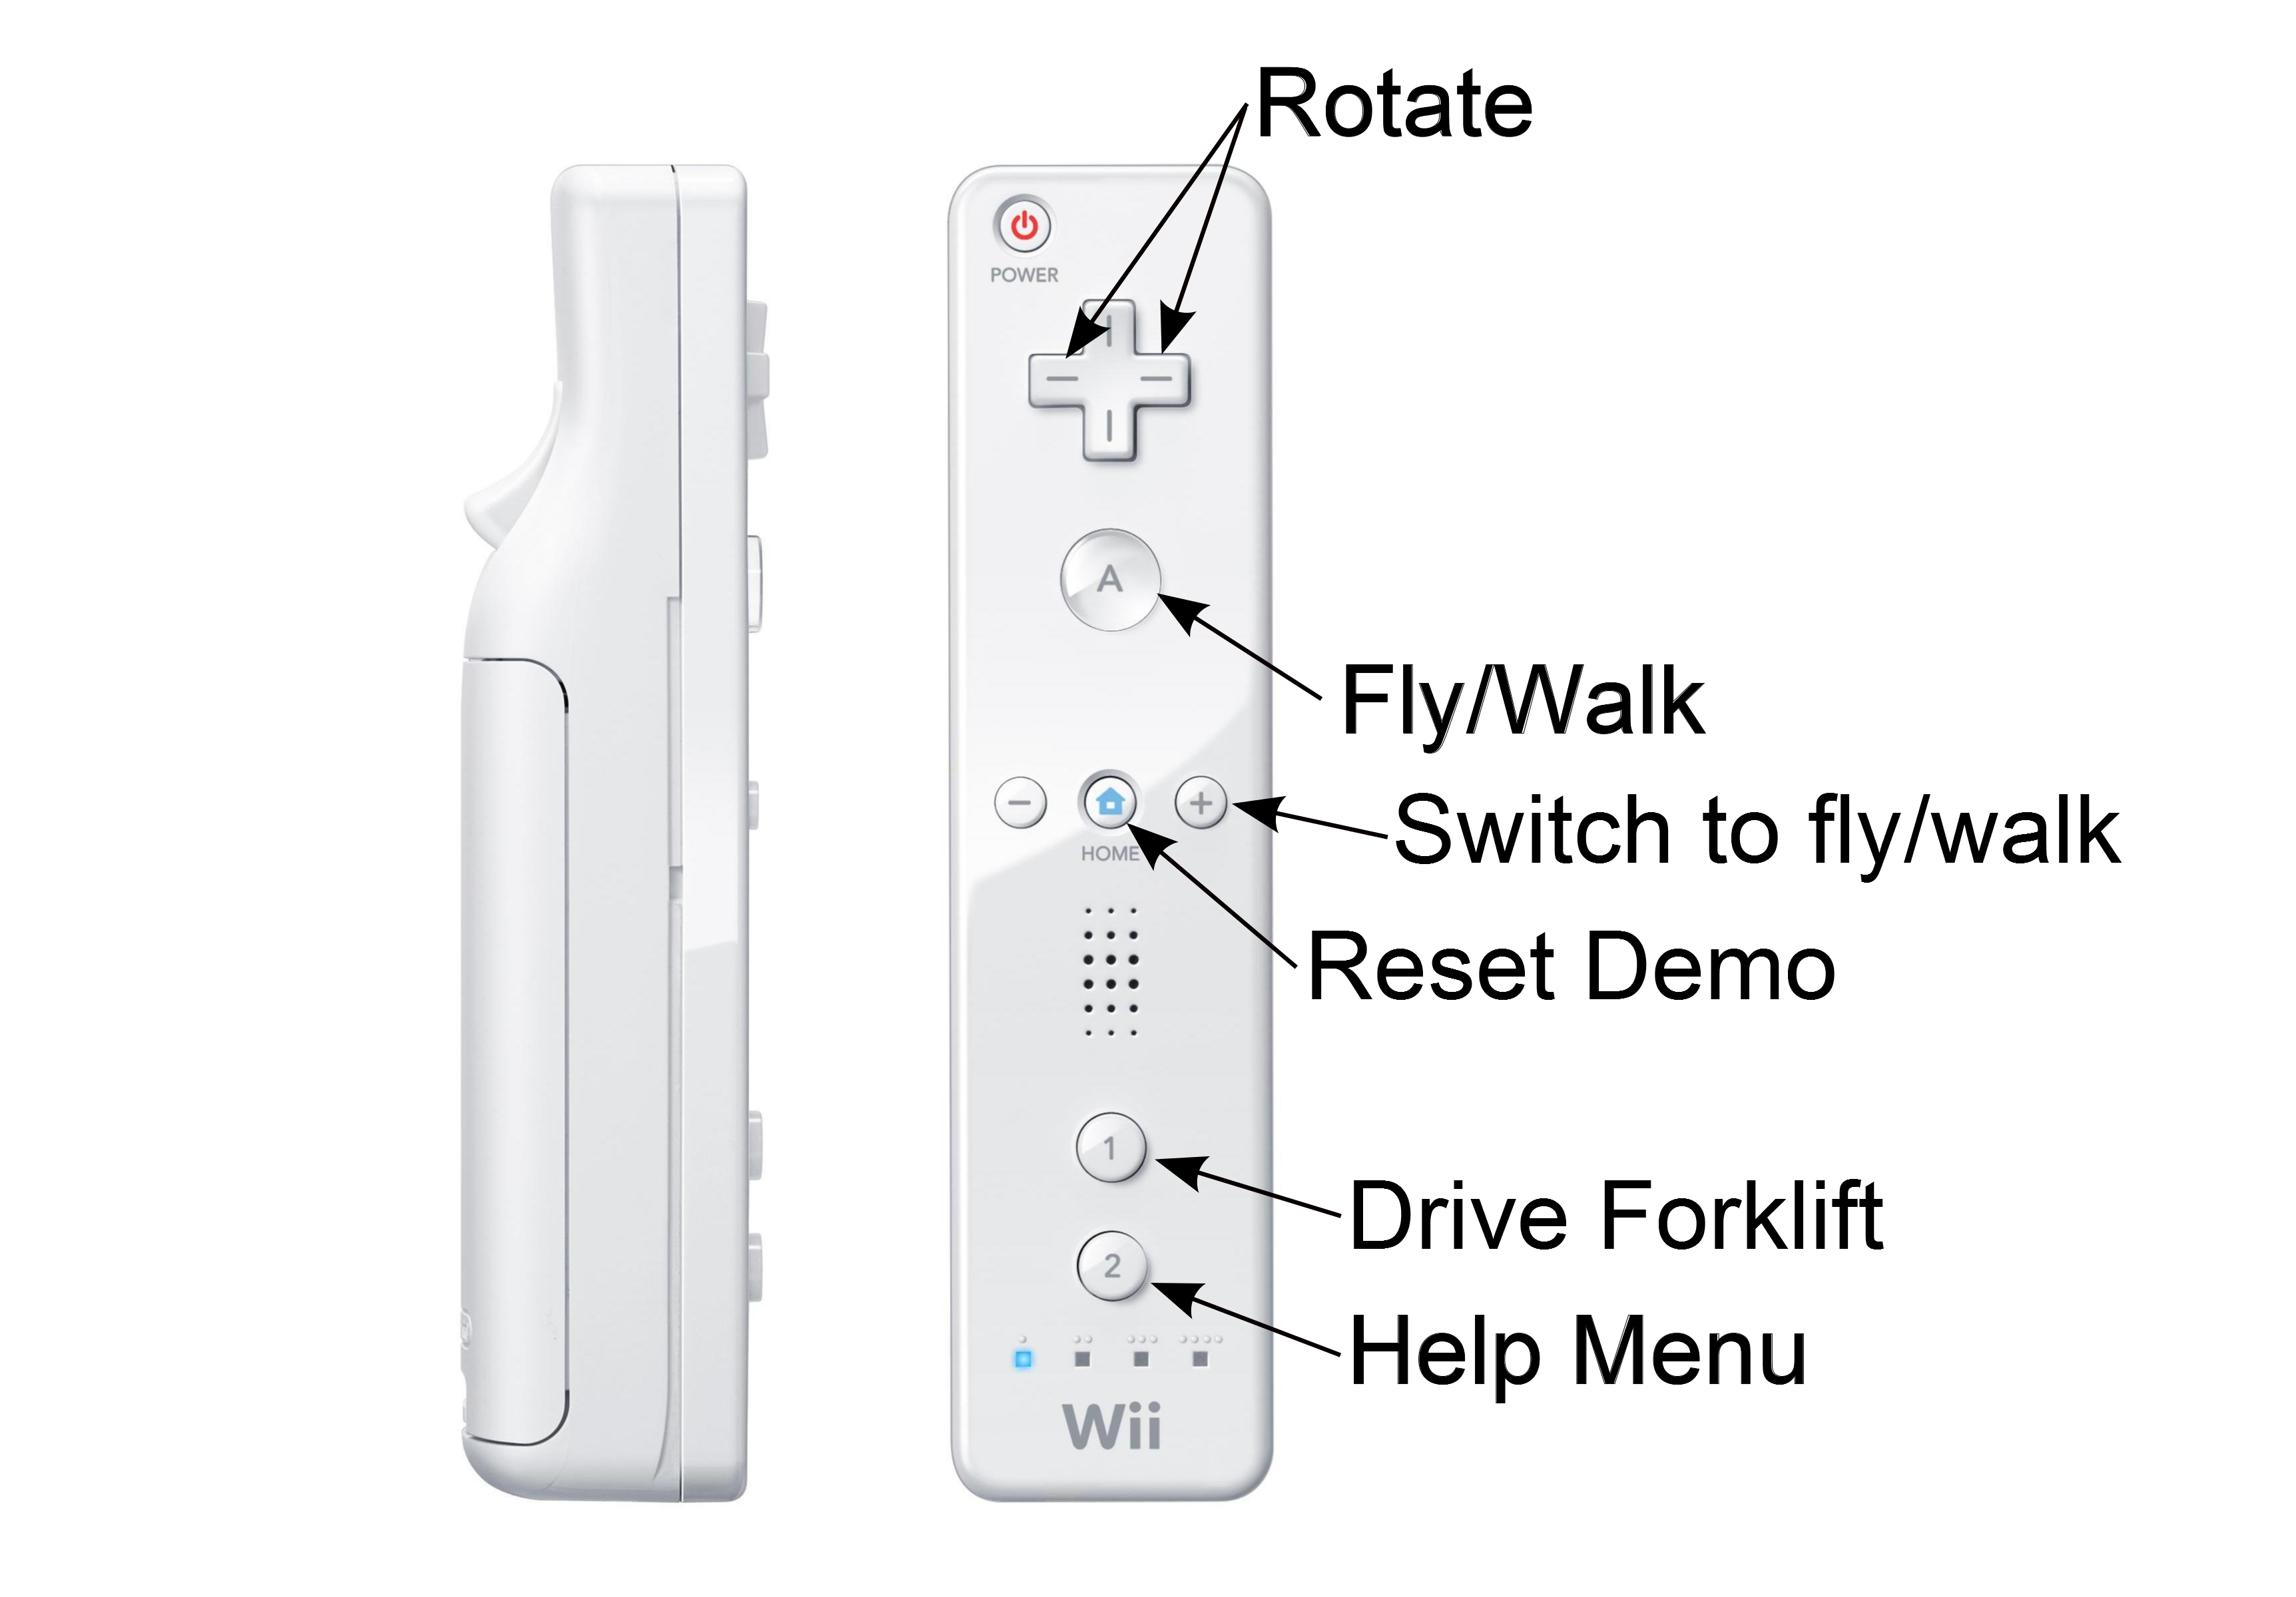 Rotate
POWER
A
Fly/Walk
Switch to fly/walk
HOME
Reset Demo
1
Drive Forklift
2
Help Menu
Wii